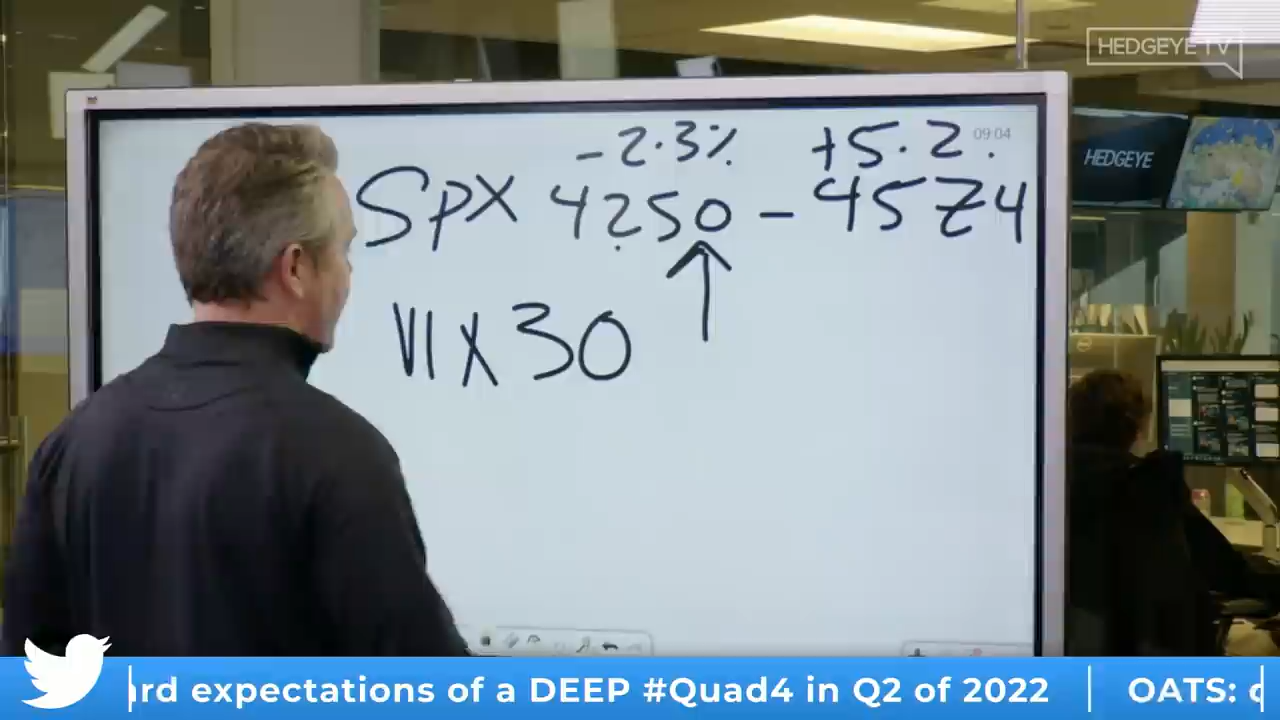 HEDGEYE TV
-2.3% +5.2.
09:04
SPX 4250 - 4524
VIX 30
HEDGEYE
ard expectations of a DEEP #Quad4 in Q2 of 2022
OATS: